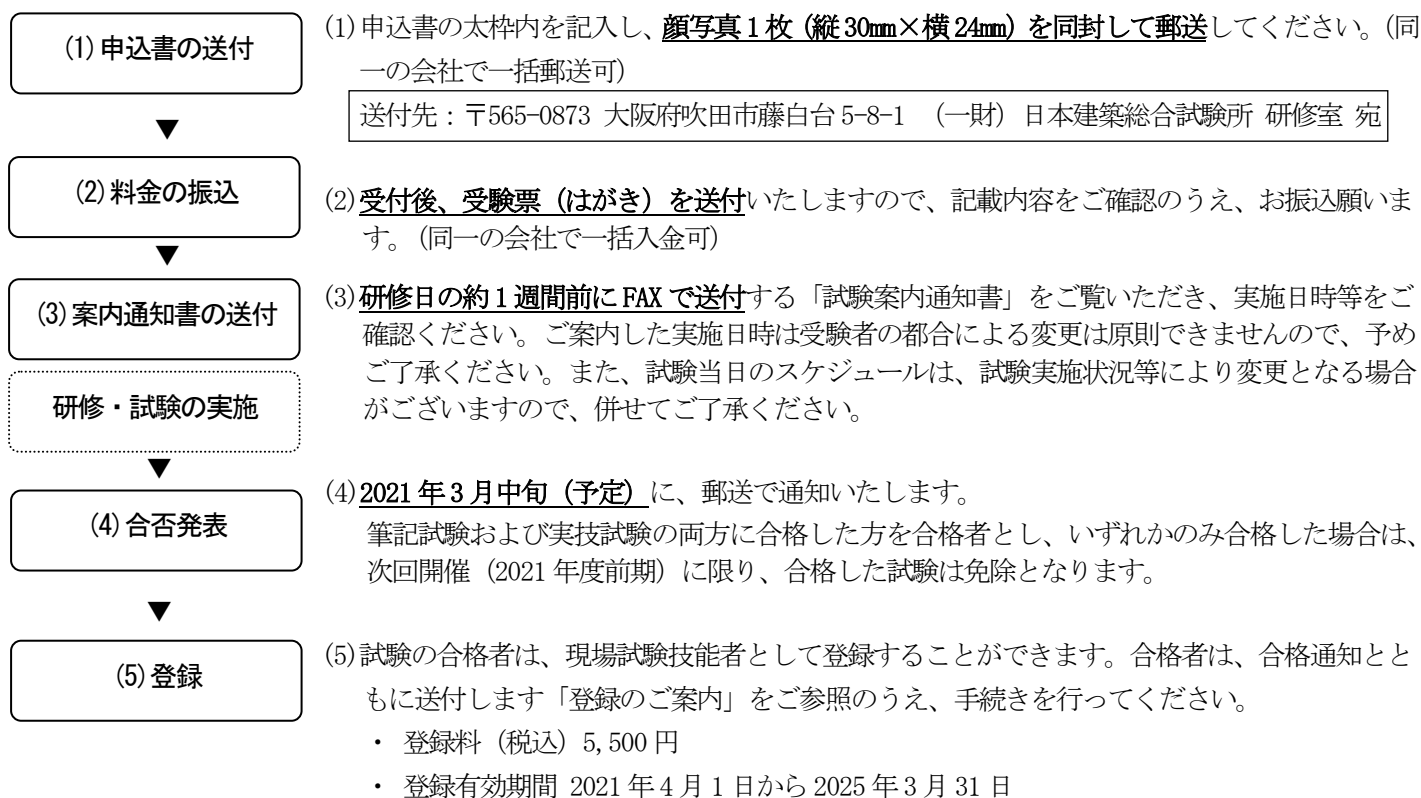 (1)申込書の送付
(1)申込書の太枠内を記入し、顔写真1枚（縦30㎜×横24㎜）を同封して郵送してください。(同
一の会社で一括郵送可)
送付先：〒565-0873 大阪府吹田市藤白台5-8-1 （一財）日本建築総合試験所 研修室 宛
▼
(2)料金の振込
(2)受付後、受験票（はがき）を送付いたしますので、記載内容をご確認のうえ、お振込願いま
す。(同一の会社で一括入金可)
▼
(3)案内通知書の送付
(3)研修日の約1週間前にFAXで送付する「試験案内通知書」をご覧いただき、実施日時等をご
確認ください。ご案内した実施日時は受験者の都合による変更は原則できませんので、予め
ご了承ください。また、試験当日のスケジュールは、試験実施状況等により変更となる場合
がございますので、併せてご了承ください。
研修・試験の実施
▼
(4)合否発表
(4)2021年3月中旬（予定）に、郵送で通知いたします。
筆記試験および実技試験の両方に合格した方を合格者とし、いずれかのみ合格した場合は、
次回開催（2021年度前期）に限り、合格した試験は免除となります。
▼
(5)登録
(5)試験の合格者は、現場試験技能者として登録することができます。合格者は、合格通知とと
もに送付します「登録のご案内」をご参照のうえ、手続きを行ってください。
・ 登録料（税込）5,500円
・ 登録有効期間 2021年4月1日から2025年3月31日